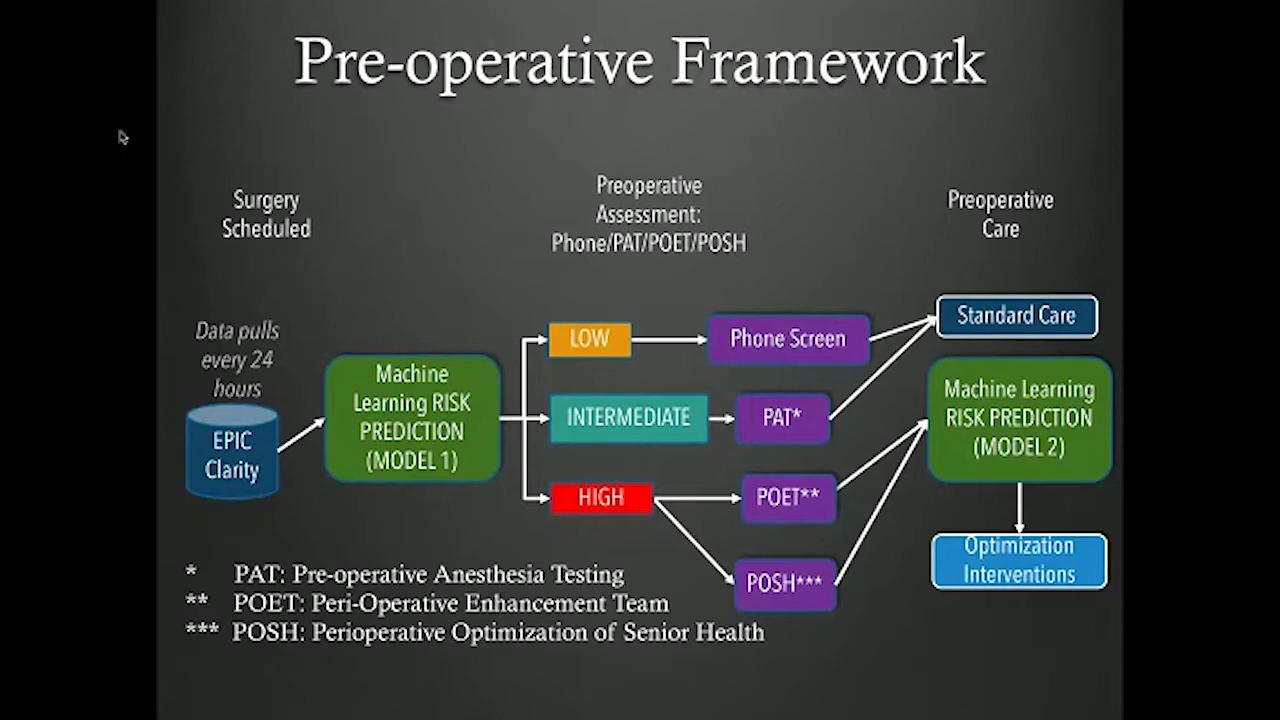 Pre-operative Framework
Surgery
Scheduled
Preoperative
Assessment:
Phone/PAT/POET/POSH
Preoperative
Care
Data pulls
every 24
hours
EPIC
Clarity
Machine
Learning RISK
PREDICTION
(MODEL 1)
LOW
INTERMEDIATE
HIGH
Phone Screen
PAT*
POET**
POSH***
Standard Care
Machine Learning
RISK PREDICTION
(MODEL 2)
Optimization
Interventions
* PAT: Pre-operative Anesthesia Testing
** POET: Peri-Operative Enhancement Team
*** POSH: Perioperative Optimization of Senior Health